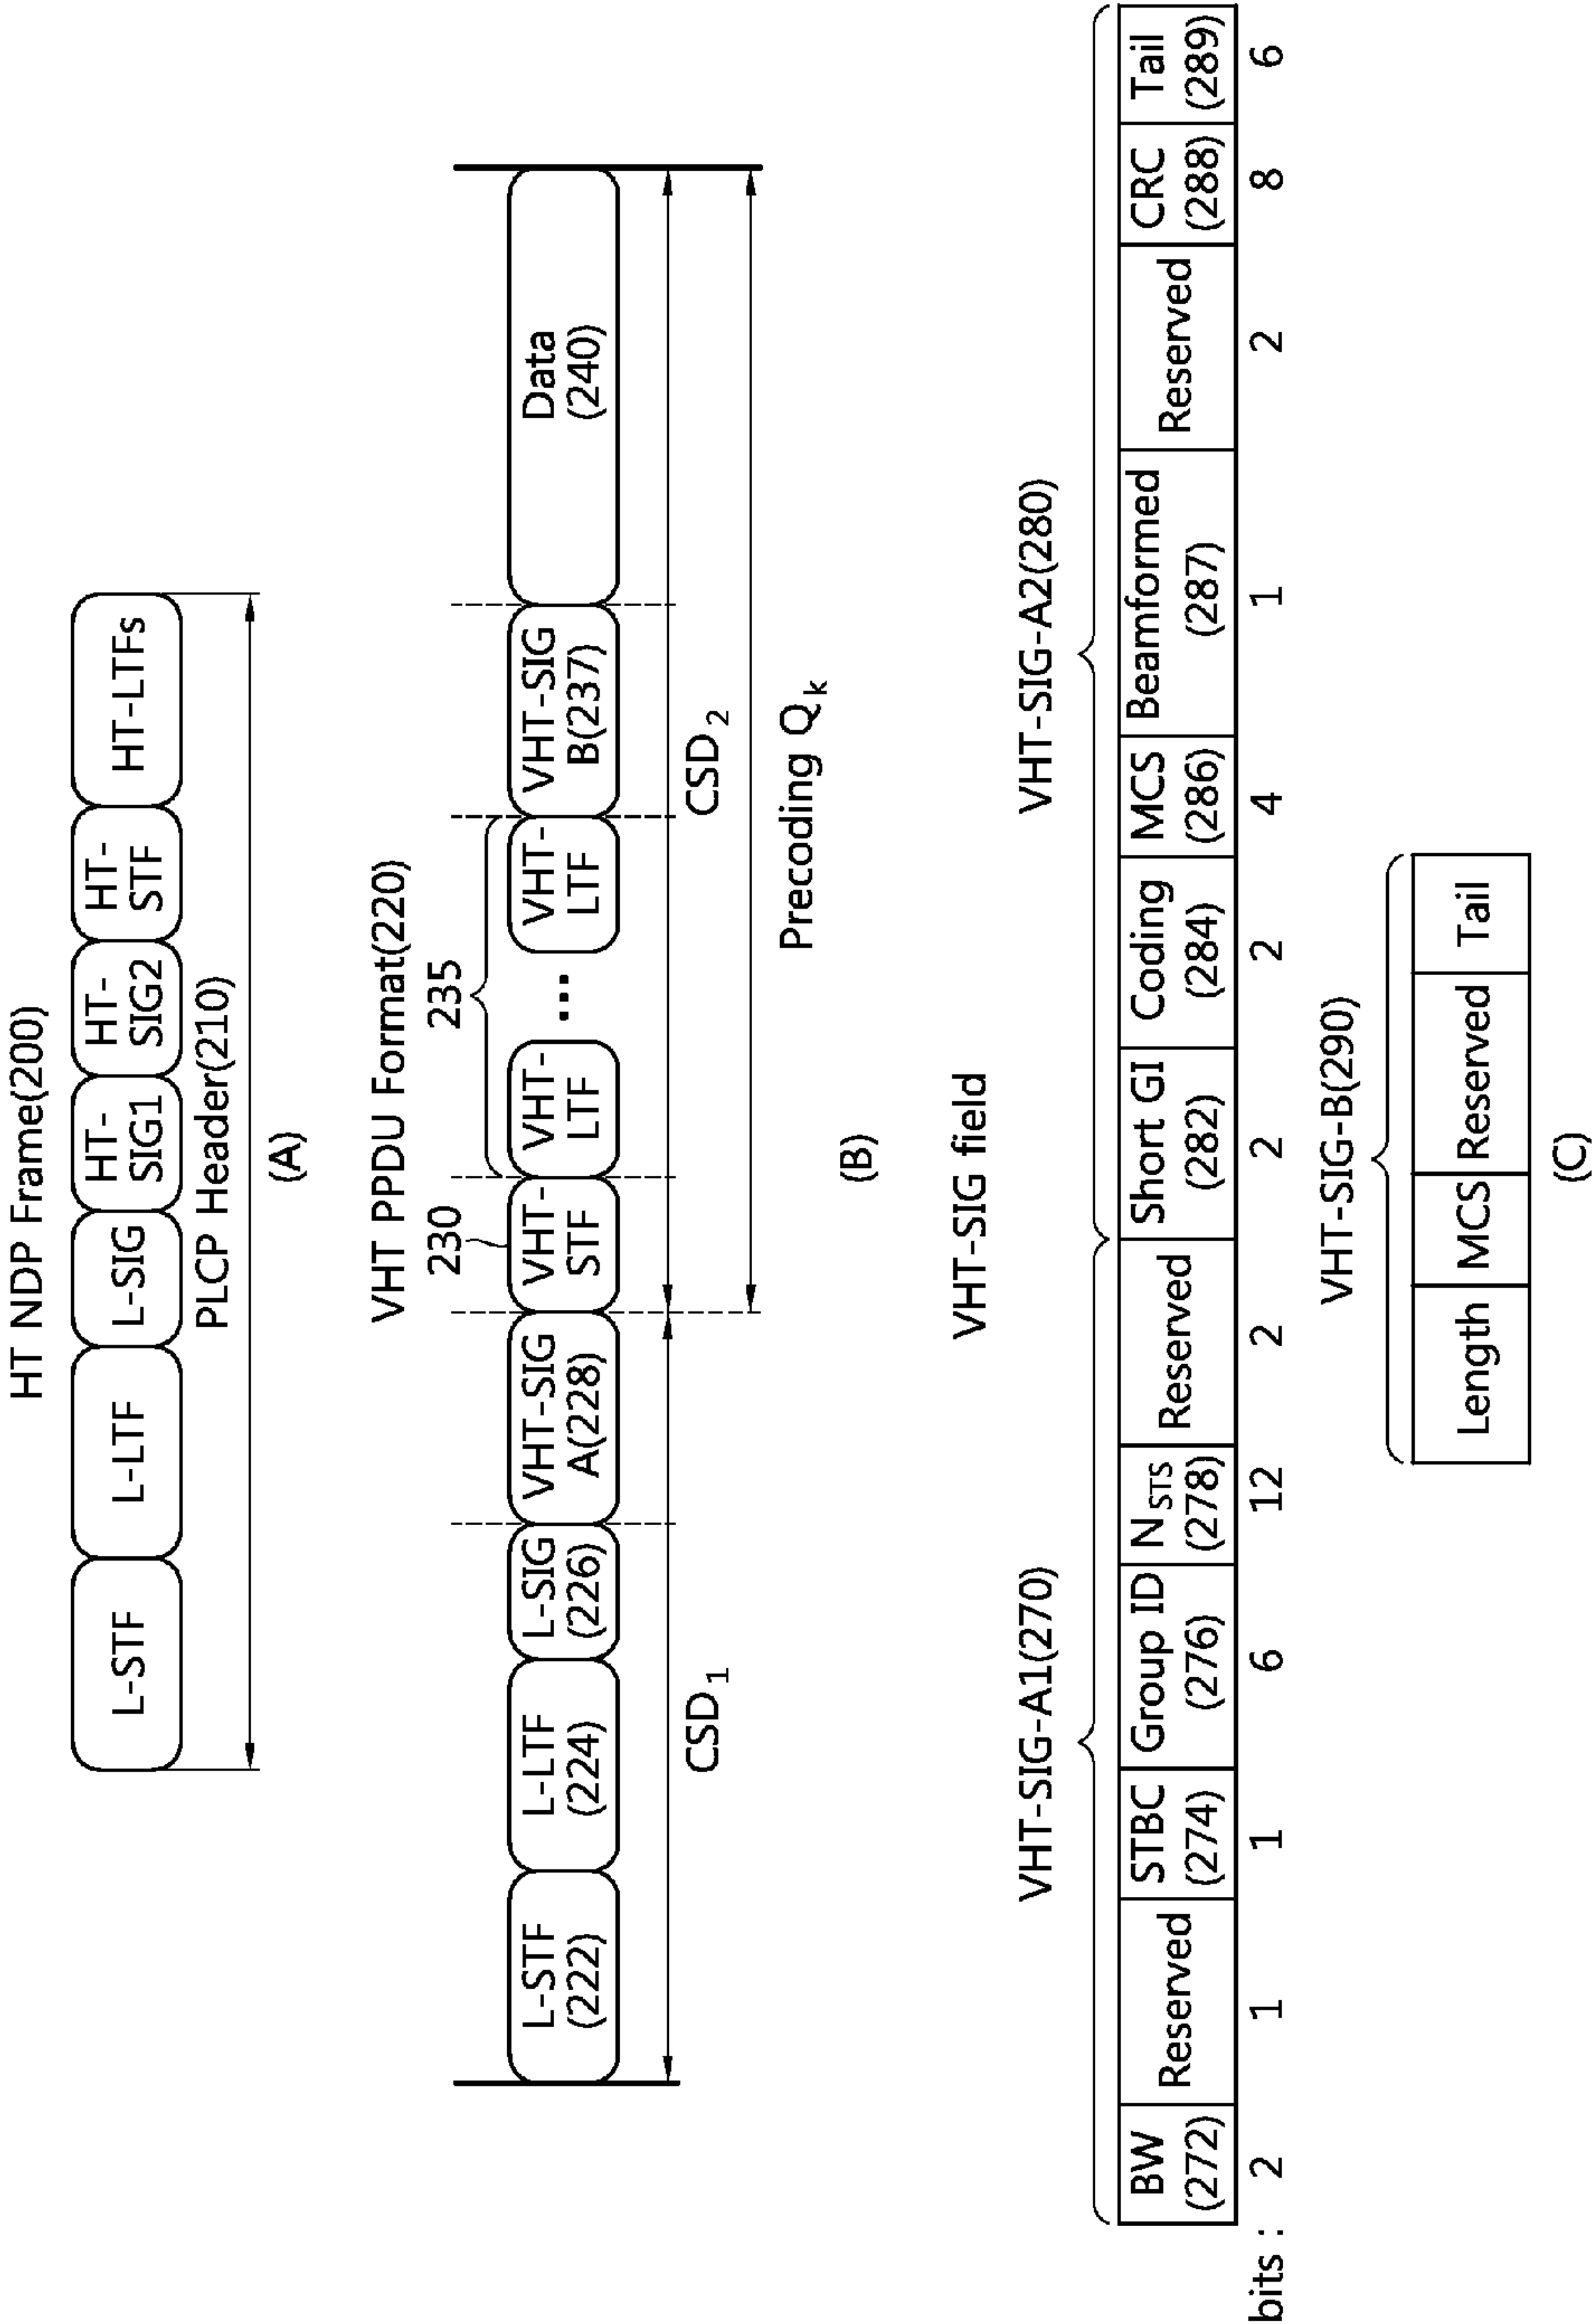 HT NDP Frame(200)
L-STF
L-LTF
L-SIG
HT-
SIG1
HT-
SIG2
HT-
STF
HT-LTFs
PLCP Header(210)
(A)
VHT PPDU Format(220)
230
235
L-STF
(222)
L-LTF
(224)
L-SIG
(226)
VHT-SIG
A(228)
VHT-
STF
VHT-
LTF
...
VHT-
LTF
VHT-SIG
B(237)
Data
(240)
CSD1
CSD2
Precoding Qk
(B)
VHT-SIG field
VHT-SIG-A1(270)
VHT-SIG-A2(280)
BW
(272)
Reserved
STBC
(274)
Group ID
(276)
NSTS
(278)
Reserved
Short GI
(282)
Coding
(284)
MCS
(286)
Beamformed
(287)
Reserved
CRC
(288)
Tail
(289)
bits : 2 1 1 6 12 2 2 2 4 1 2 8 6
VHT-SIG-B(290)
Length MCS Reserved Tail
(C)